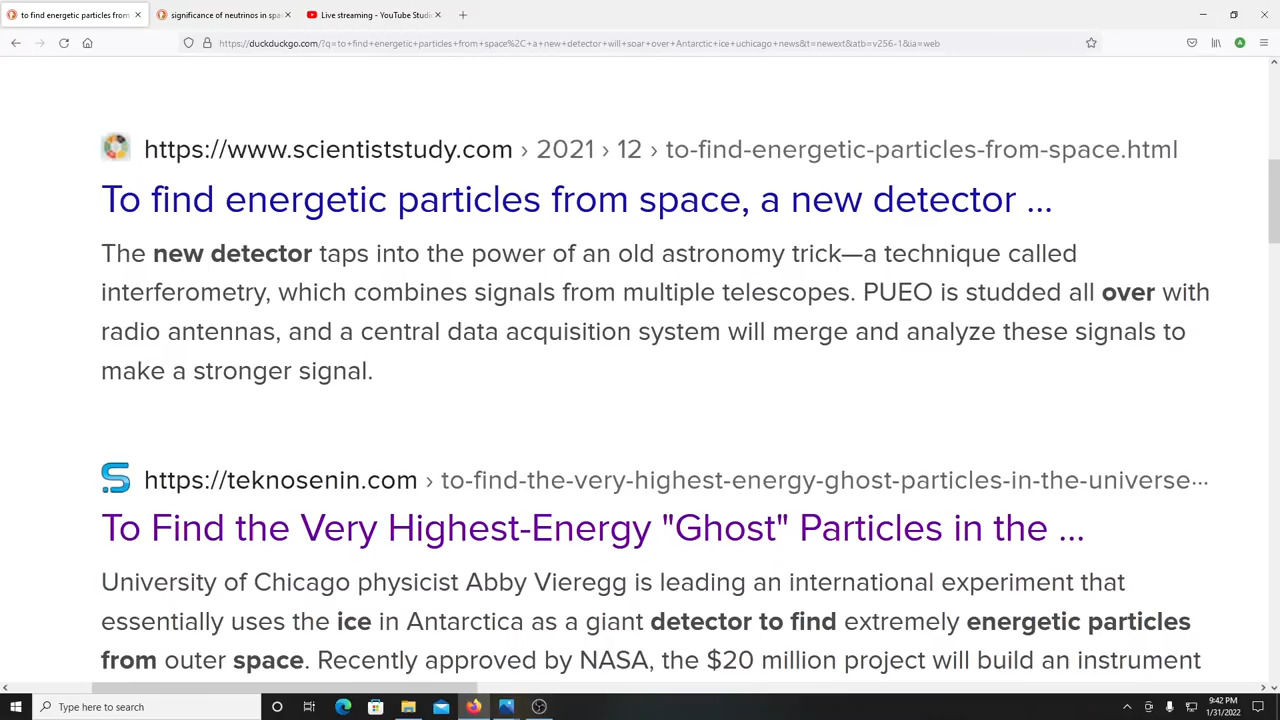 to find energetic particles from
significance of neutrinos in spa
Live streaming - YouTube Studi
https://duckduckgo.com/?q=to+find+energetic+particles+from+space%2C+a+new+detector+will+soar+over+Antarctic+ice+uchicago+news&t=newext&atb=v256-1&ia=web
https://www.scientiststudy.com › 2021 › 12 › to-find-energetic-particles-from-space.html
To find energetic particles from space, a new detector ...
The new detector taps into the power of an old astronomy trick—a technique called
interferometry, which combines signals from multiple telescopes. PUEO is studded all over with
radio antennas, and a central data acquisition system will merge and analyze these signals to
make a stronger signal.
https://teknosenin.com › to-find-the-very-highest-energy-ghost-particles-in-the-universe···
To Find the Very Highest-Energy "Ghost" Particles in the ...
University of Chicago physicist Abby Vieregg is leading an international experiment that
essentially uses the ice in Antarctica as a giant detector to find extremely energetic particles
from outer space. Recently approved by NASA, the $20 million project will build an instrument
Type here to search
9:42 PM
1/31/2022